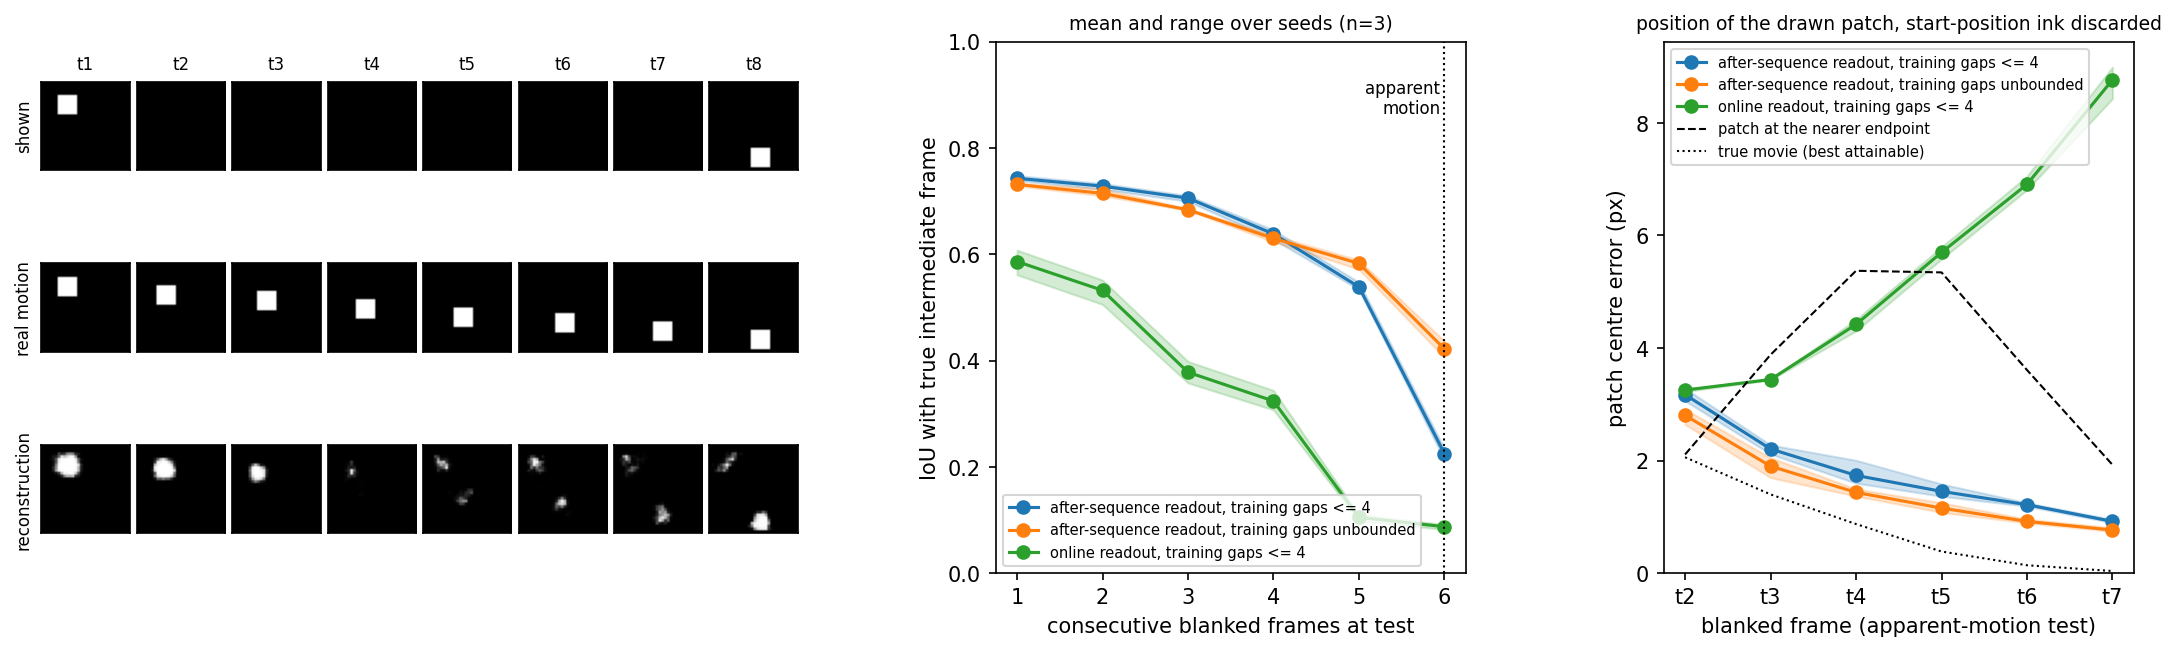 t1 t2 t3 t4 t5 t6 t7 t8
shown
real motion
reconstruction
mean and range over seeds (n=3)
IoU with true intermediate frame
1.0
0.8
0.6
0.4
0.2
0.0
apparent
motion
after-sequence readout, training gaps <= 4
after-sequence readout, training gaps unbounded
online readout, training gaps <= 4
1 2 3 4 5 6
consecutive blanked frames at test
position of the drawn patch, start-position ink discarded
patch centre error (px)
8
6
4
2
0
after-sequence readout, training gaps <= 4
after-sequence readout, training gaps unbounded
online readout, training gaps <= 4
patch at the nearer endpoint
true movie (best attainable)
t2 t3 t4 t5 t6 t7
blanked frame (apparent-motion test)